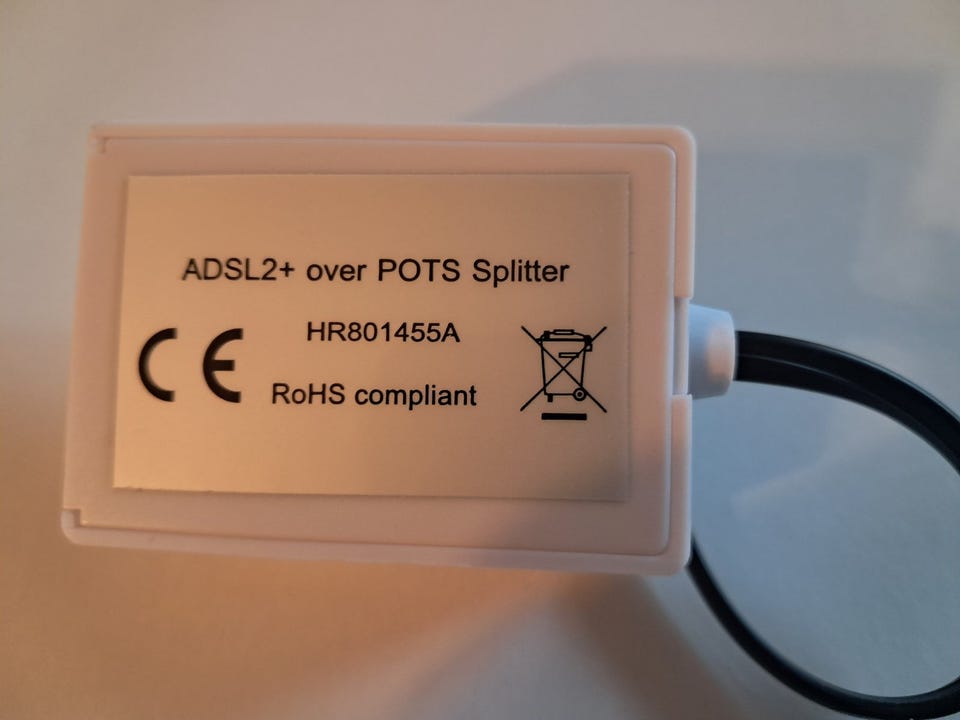 ADSL2+ over POTS Splitter
HR801455A
CE
RoHS compliant